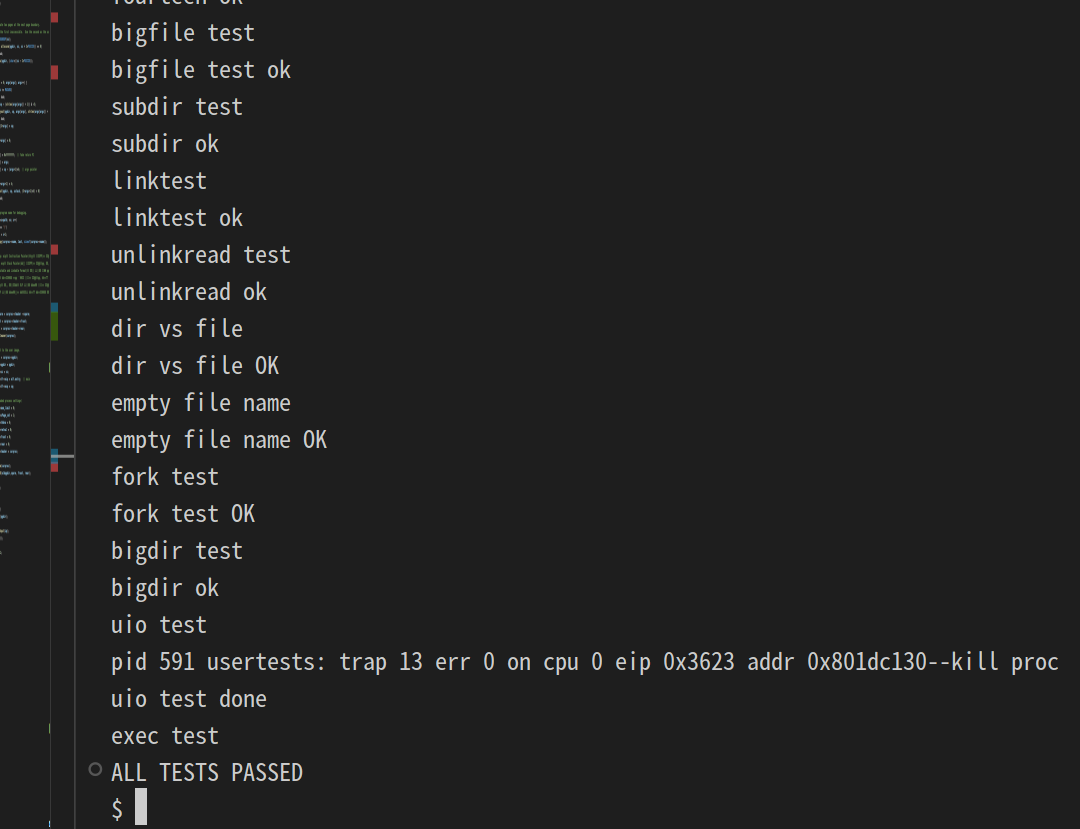 fourteen ok
bigfile test
bigfile test ok
subdir test
subdir ok
linktest
linktest ok
unlinkread test
unlinkread ok
dir vs file
dir vs file OK
empty file name
empty file name OK
fork test
fork test OK
bigdir test
bigdir ok
uio test
pid 591 usertests: trap 13 err 0 on cpu 0 eip 0x3623 addr 0x801dc130--kill proc
uio test done
exec test
ALL TESTS PASSED
$